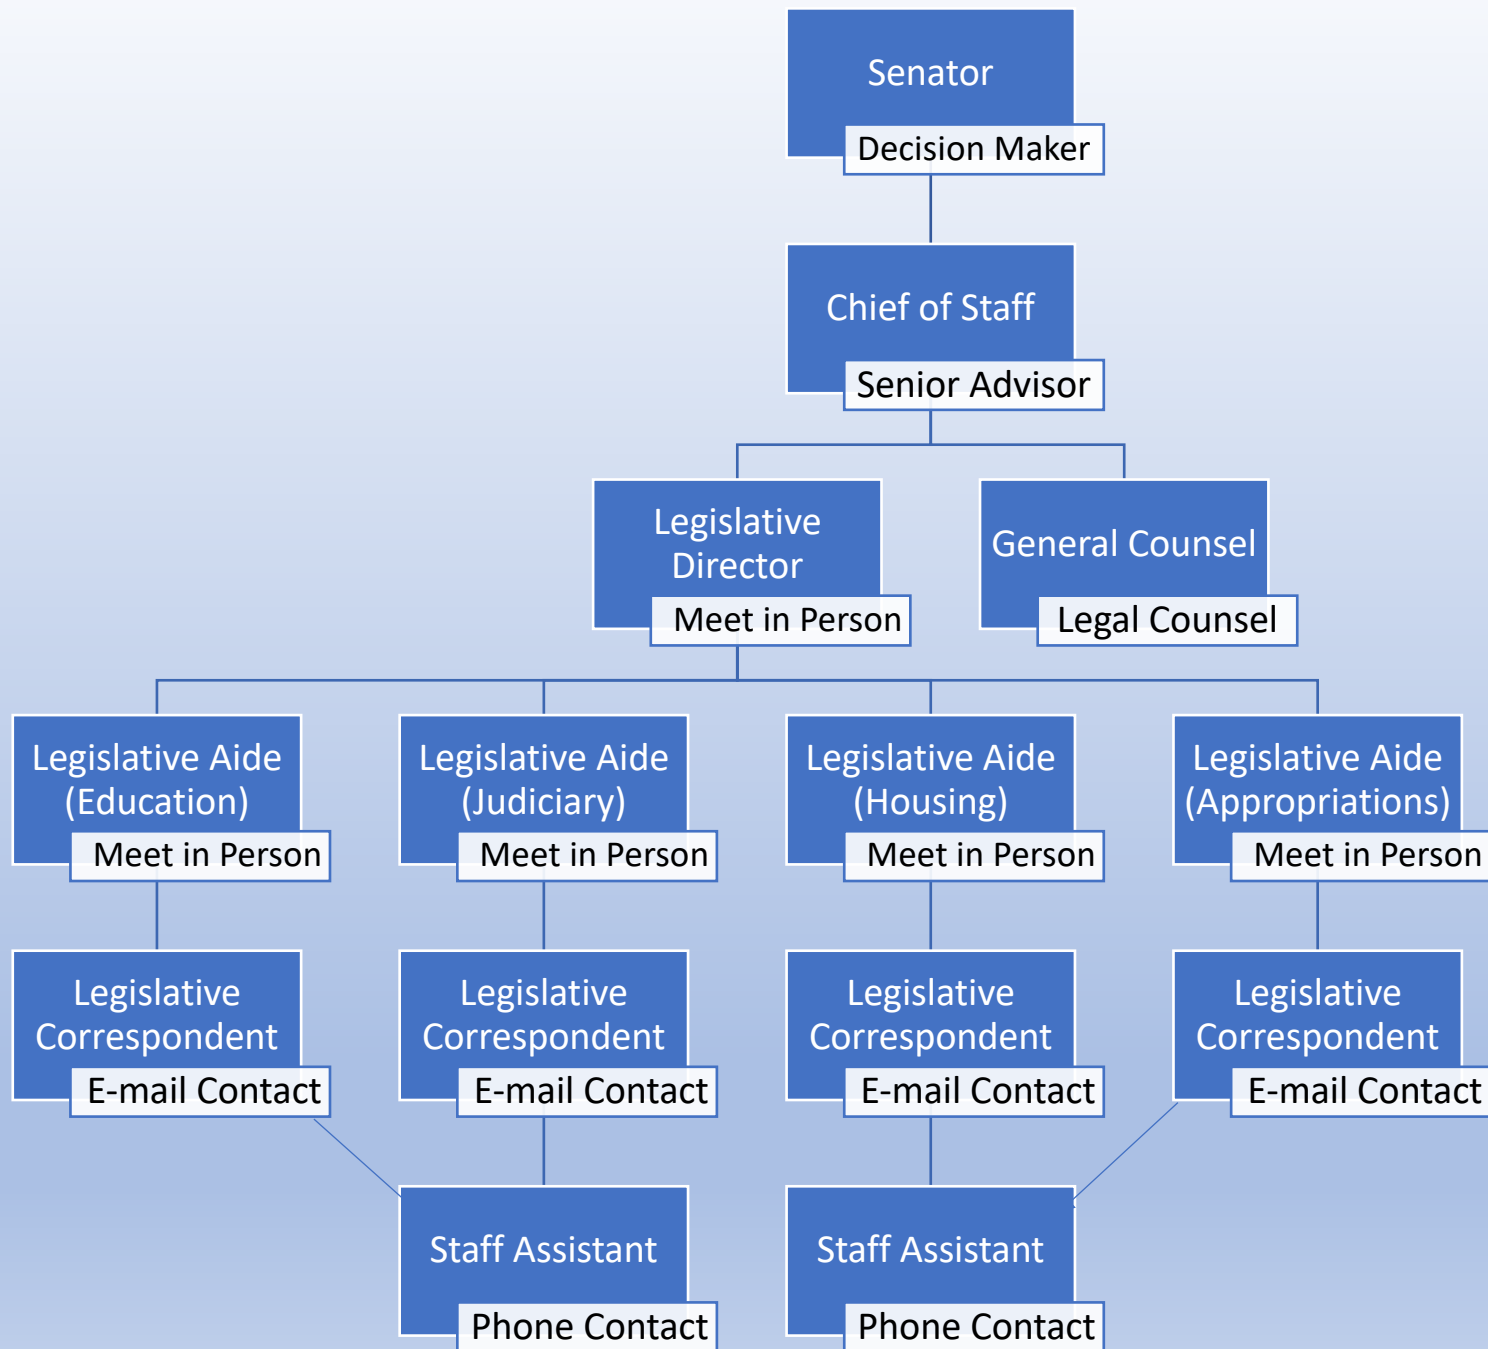 Senator
Decision Maker
Chief of Staff
Senior Advisor
Legislative
Director
Meet in Person
General Counsel
Legal Counsel
Legislative Aide
(Education)
Meet in Person
Legislative Aide
(Judiciary)
Meet in Person
Legislative Aide
(Housing)
Meet in Person
Legislative Aide
(Appropriations)
Meet in Person
Legislative
Correspondent
E-mail Contact
Legislative
Correspondent
E-mail Contact
Legislative
Correspondent
E-mail Contact
Legislative
Correspondent
E-mail Contact
Staff Assistant
Phone Contact
Staff Assistant
Phone Contact